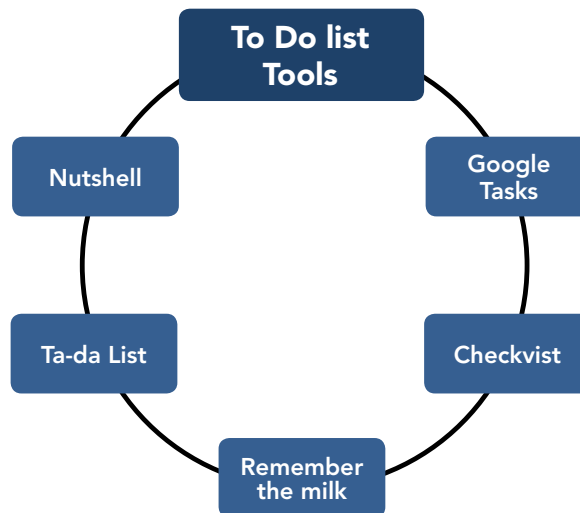 To Do list
Tools
Nutshell
Google
Tasks
Ta-da List
Checkvist
Remember
the milk